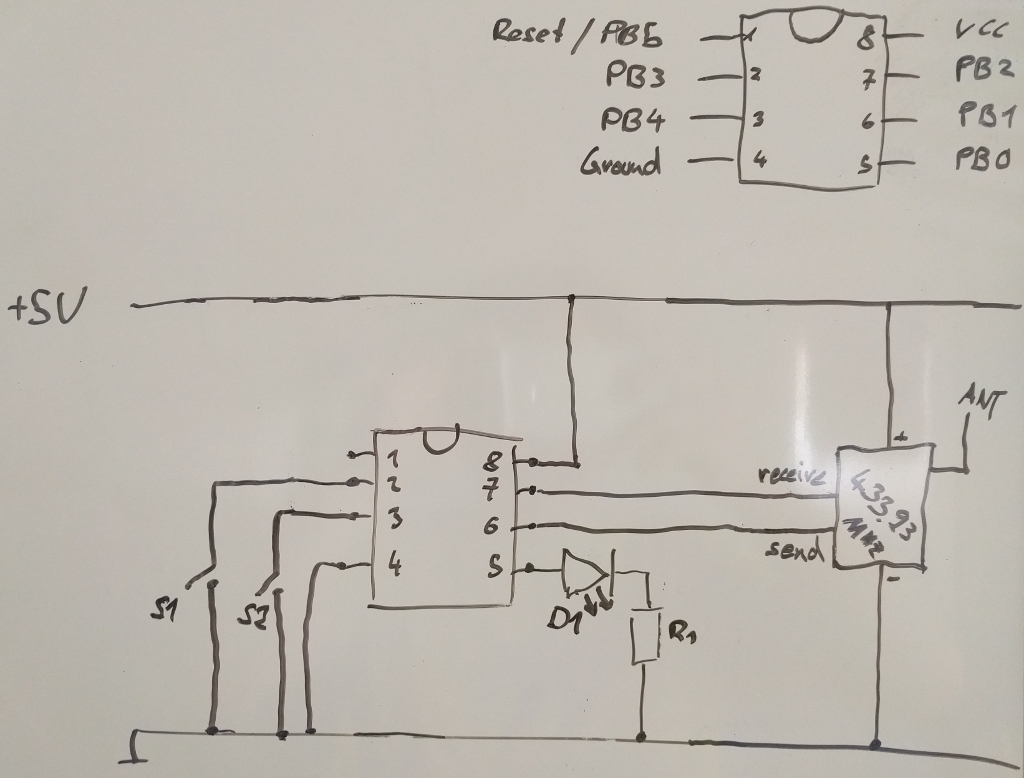 Reset / PB5
PB3
PB4
Ground
1
2
3
4
8
7
6
5
VCC
PB2
PB1
PB0
+5V
ANT
1
2
3
4
8
7
6
5
receive
send
+
433.93
MHz
-
S1
S2
D1
R1